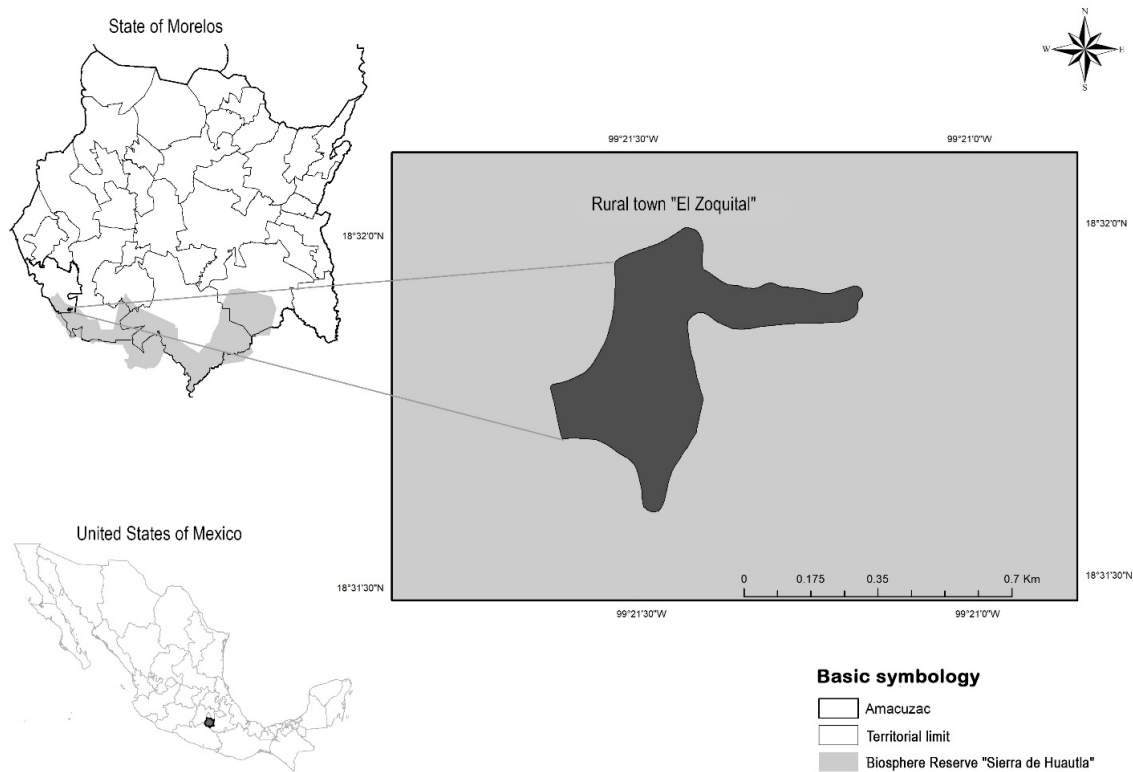 State of Morelos
N
W
E
S
99°21'30"W
99°21'0"W
Rural town "El Zoquital"
18°32'0"N
18°32'0"N
18°31'30"N
18°31'30"N
0
0.175
0.35
0.7 Km
99°21'30"W
99°21'0"W
United States of Mexico
Basic symbology
Amacuzac
Territorial limit
Biosphere Reserve "Sierra de Huautla"